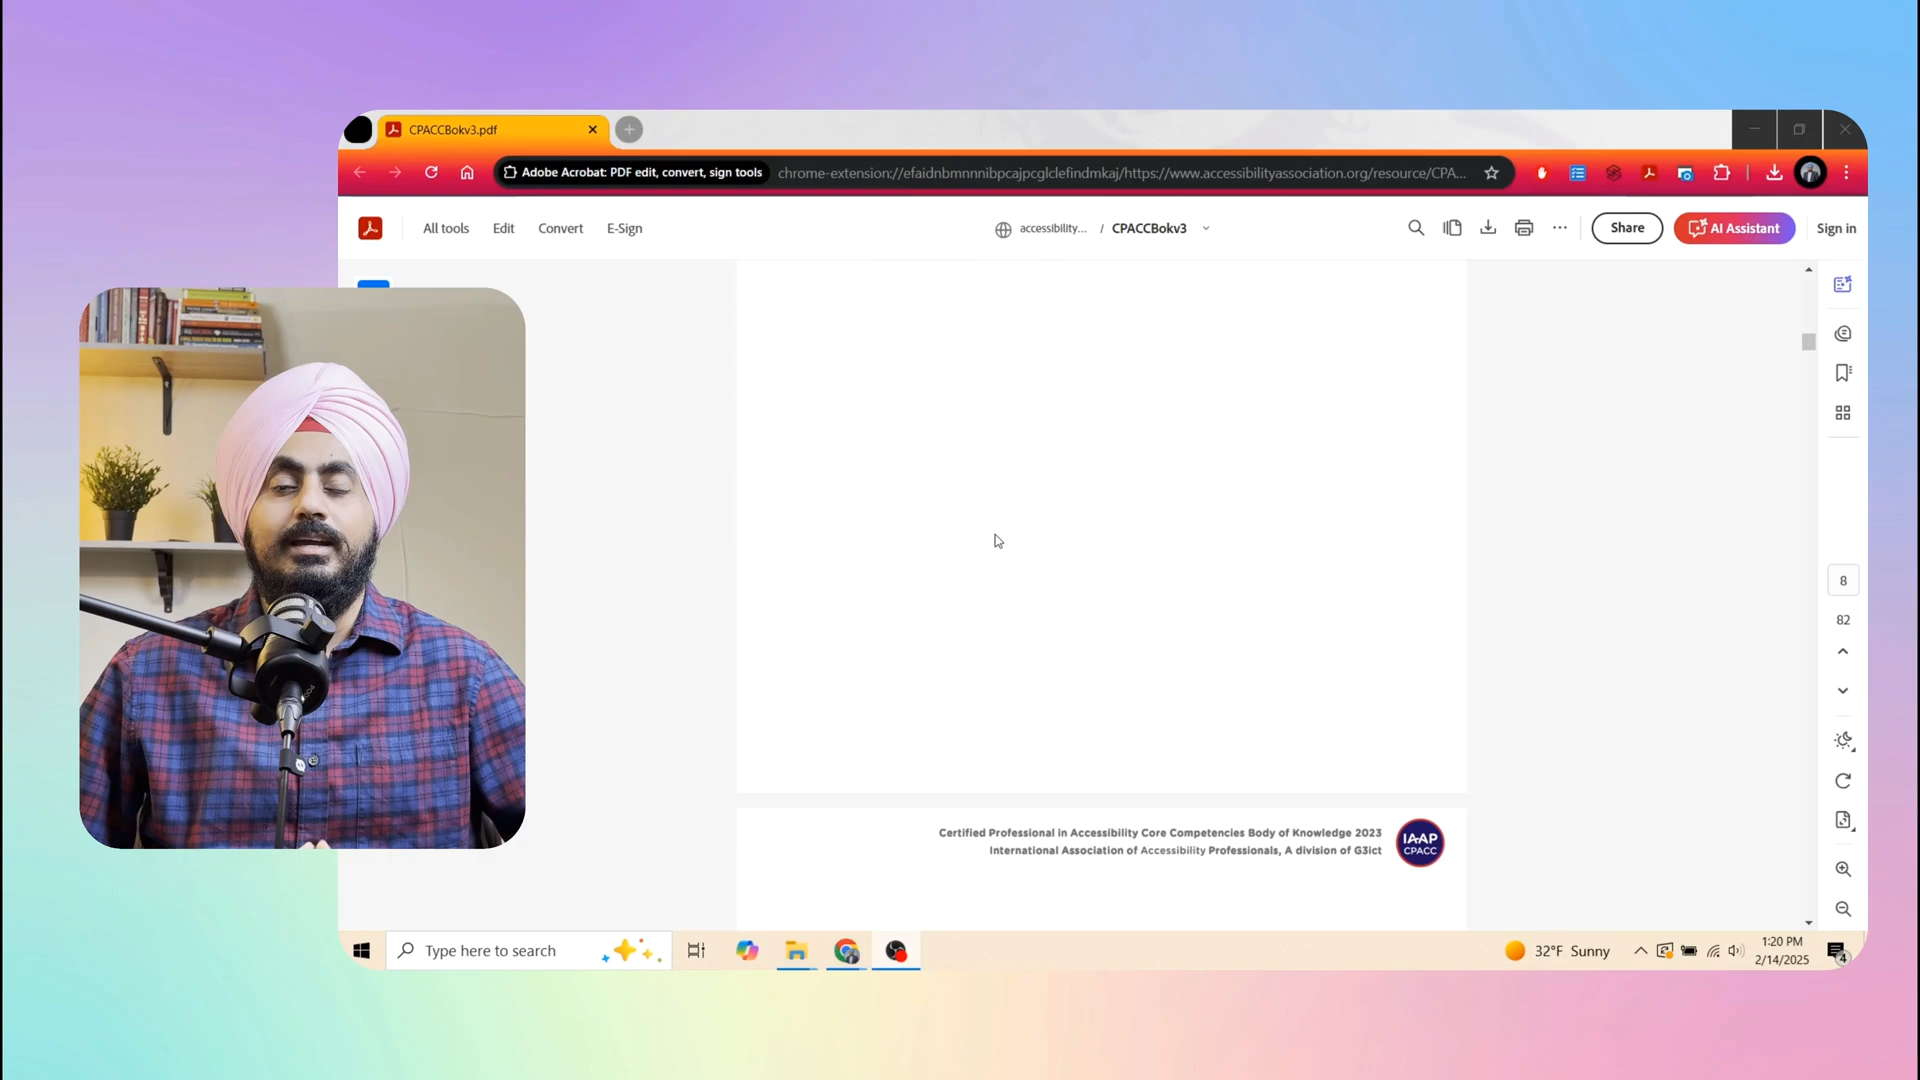 CPACCBokv3.pdf
Adobe Acrobat: PDF edit, convert, sign tools
chrome-extension://efaidnbmnnnibpcajpcglclefindmkaj/https://www.accessibilityassociation.org/resource/CPA...
All tools
Edit
Convert
E-Sign
accessibility...
/ CPACCBokv3
Share
AI Assistant
Sign in
8
82
Certified Professional in Accessibility Core Competencies Body of Knowledge 2023
International Association of Accessibility Professionals, A division of G3ict
IAAP
CPACC
Type here to search
32°F Sunny
1:20 PM
2/14/2025
4